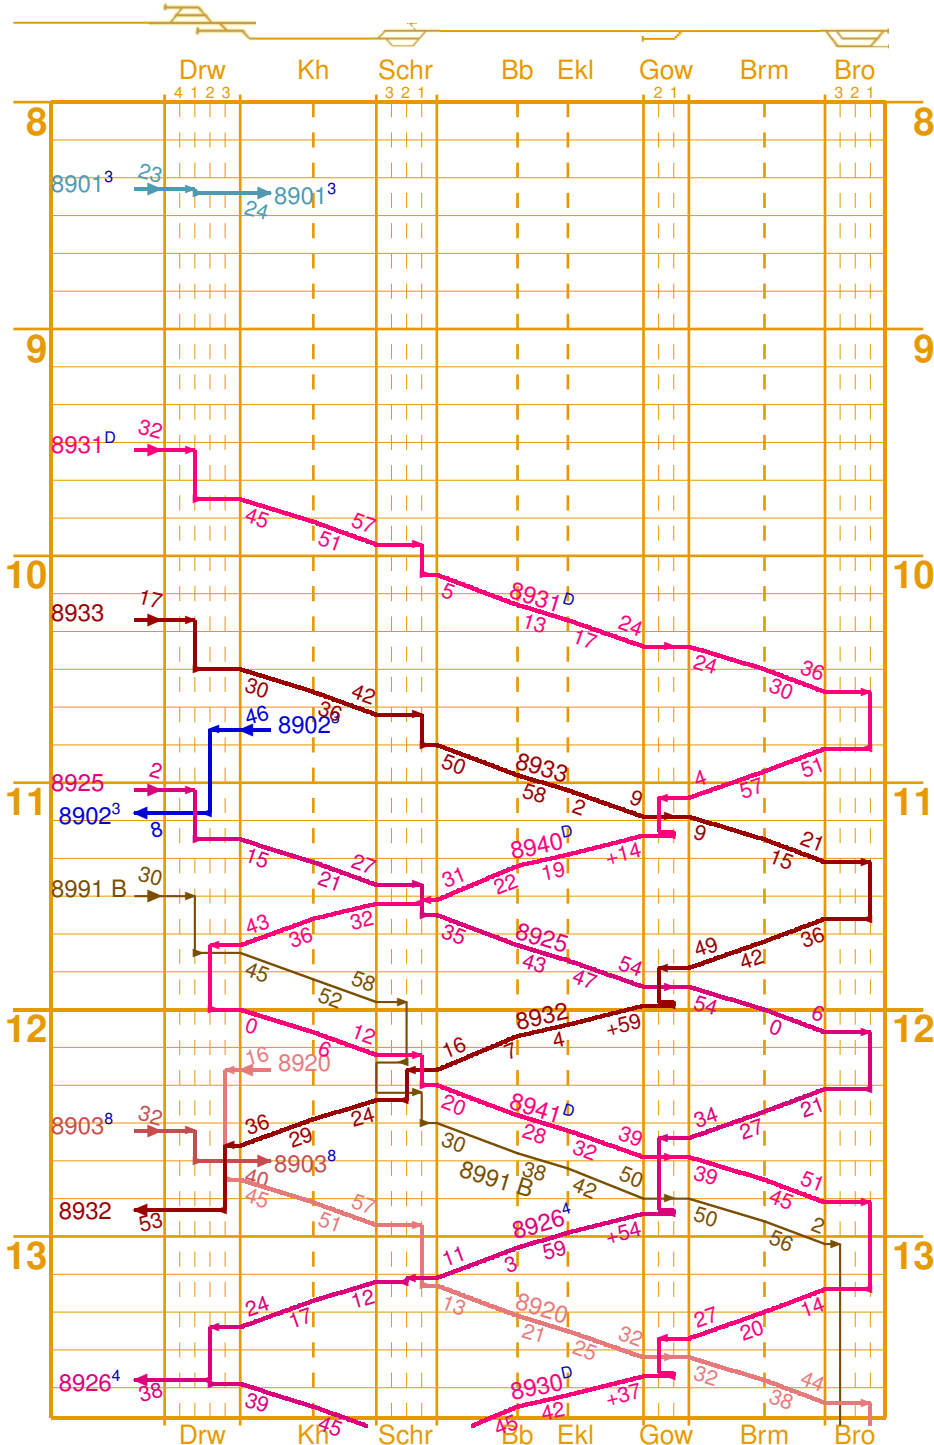 Drw Kh Schr Bb Ekl Gow Brm Bro
4 1 2 3 3 2 1 2 1 3 2 1
8 8
23
8901³ 8901³
24
9 9
32
8931ᴰ
45 57
51
10 10
5 8931ᴰ
13 17 24
17
8933 24 36
30
30 42
36
46 8902³
50 8933 51
2 58 2 9 4 57
8925
11 11
8902³ 9 21
8 8940ᴰ +14 15
15 27 31 22 19
21
30
8991 B
43 36 32 35 8925 49 42 36
45 58 43 47 54
52 54 6
12 12
0 12 8932 +59 0
6 16 7 4
16 8920
20 8941ᴰ 34 27 21
32
8903⁸ 36 29 24 28 32 39
8903⁸ 30 39 51
40 38 50 45
45 57 8991 B 42
8932 51 50 2
53 8926⁴ +54 56
13 13
11 3 59
24 17 12 13 8920 27 20 14
21 25 32
32 44
8926⁴ 8930ᴰ +37 38
38 39 45 45 42
Drw Kh Schr Bb Ekl Gow Brm Bro